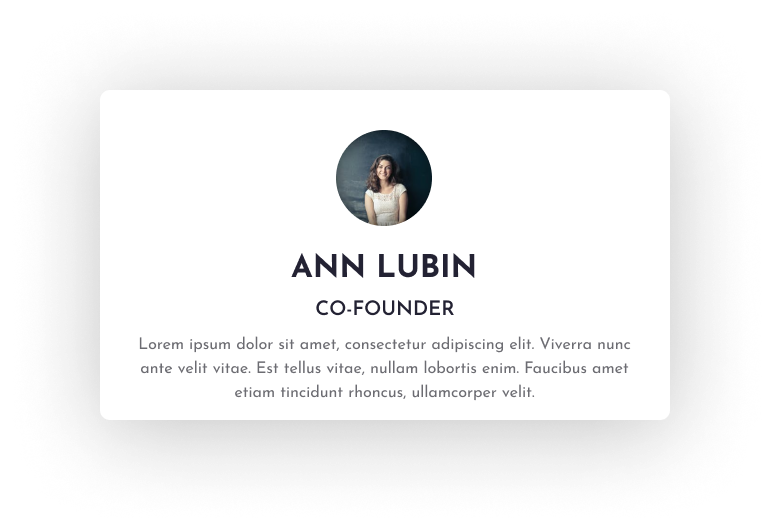 ANN LUBIN
CO-FOUNDER
Lorem ipsum dolor sit amet, consectetur adipiscing elit. Viverra nunc
ante velit vitae. Est tellus vitae, nullam lobortis enim. Faucibus amet
etiam tincidunt rhoncus, ullamcorper velit.